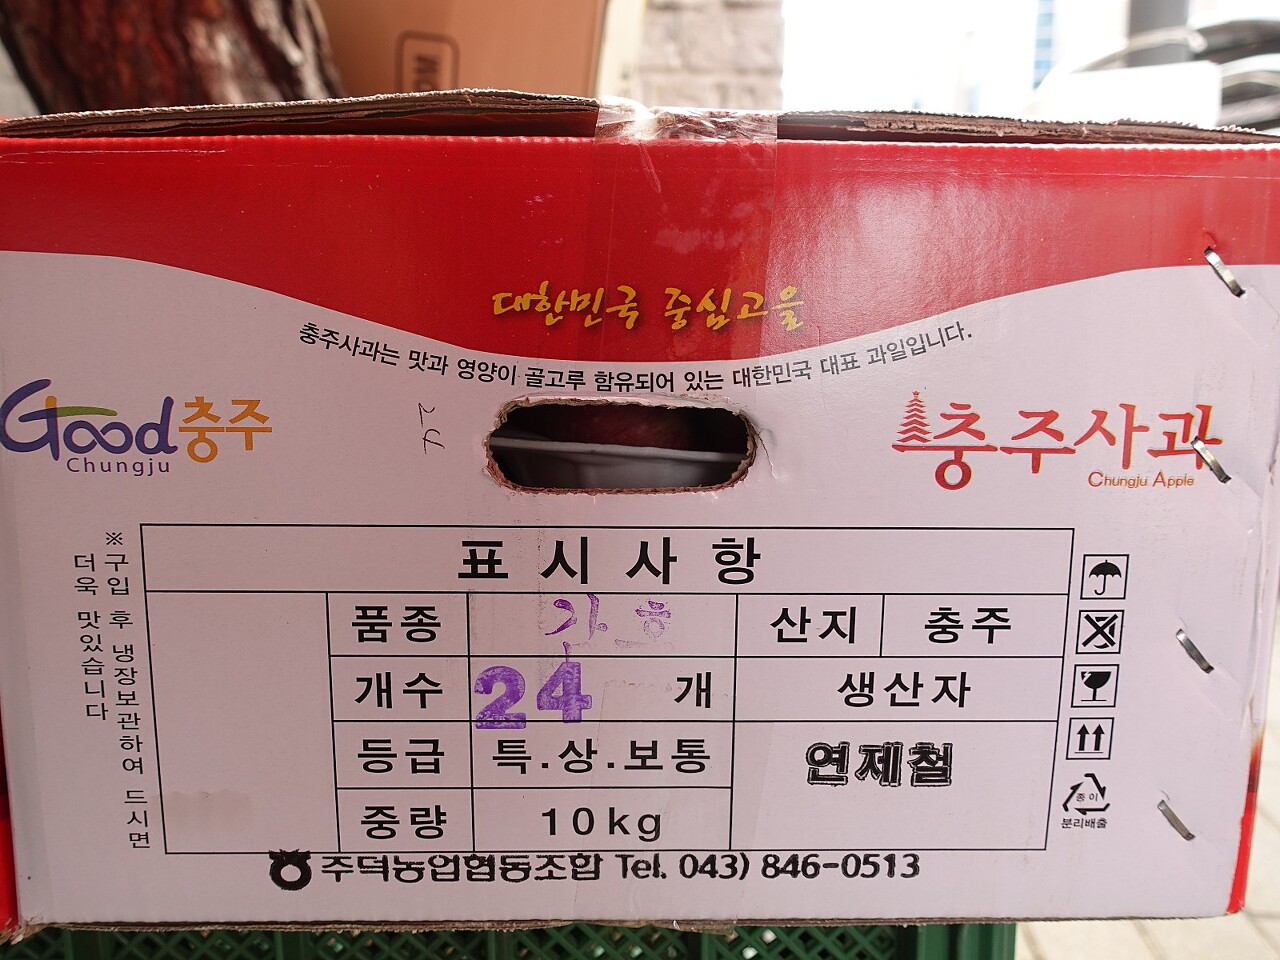 대한민국 중심고을
충주사과는 맛과 영양이 골고루 함유되어 있는 대한민국 대표 과일입니다.
Good충주
Chungju
충주사과
Chungju Apple
※구입 후 냉장보관하여 드시면
더욱 맛있습니다
표시사항
품종
산지 충주
개수 24 개 생산자
등급 특.상.보통 연제철
중량 10kg
종이
분리배출
주덕농업협동조합 Tel. 043) 846-0513